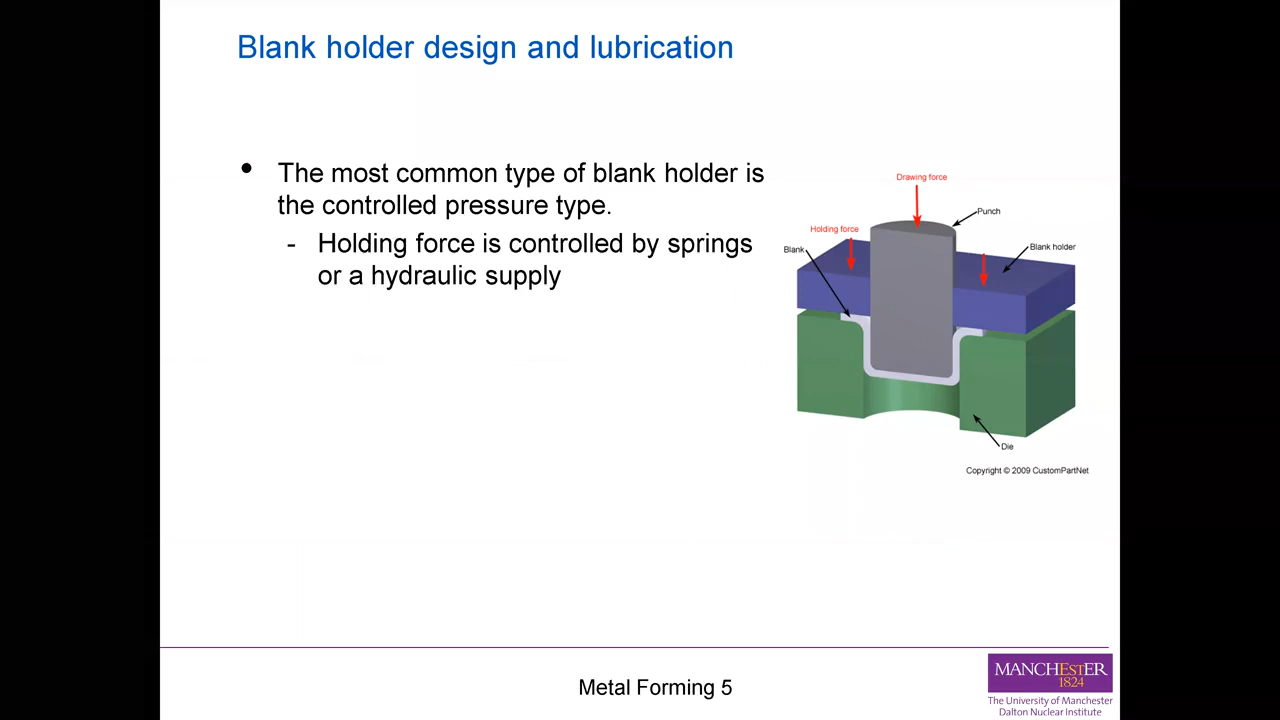 Blank holder design and lubrication
• The most common type of blank holder is
the controlled pressure type.
- Holding force is controlled by springs
or a hydraulic supply
Drawing force
Punch
Holding force
Blank
Blank holder
Die
Copyright © 2009 CustomPartNet
Metal Forming 5
MANCHESTER
1824
The University of Manchester
Dalton Nuclear Institute